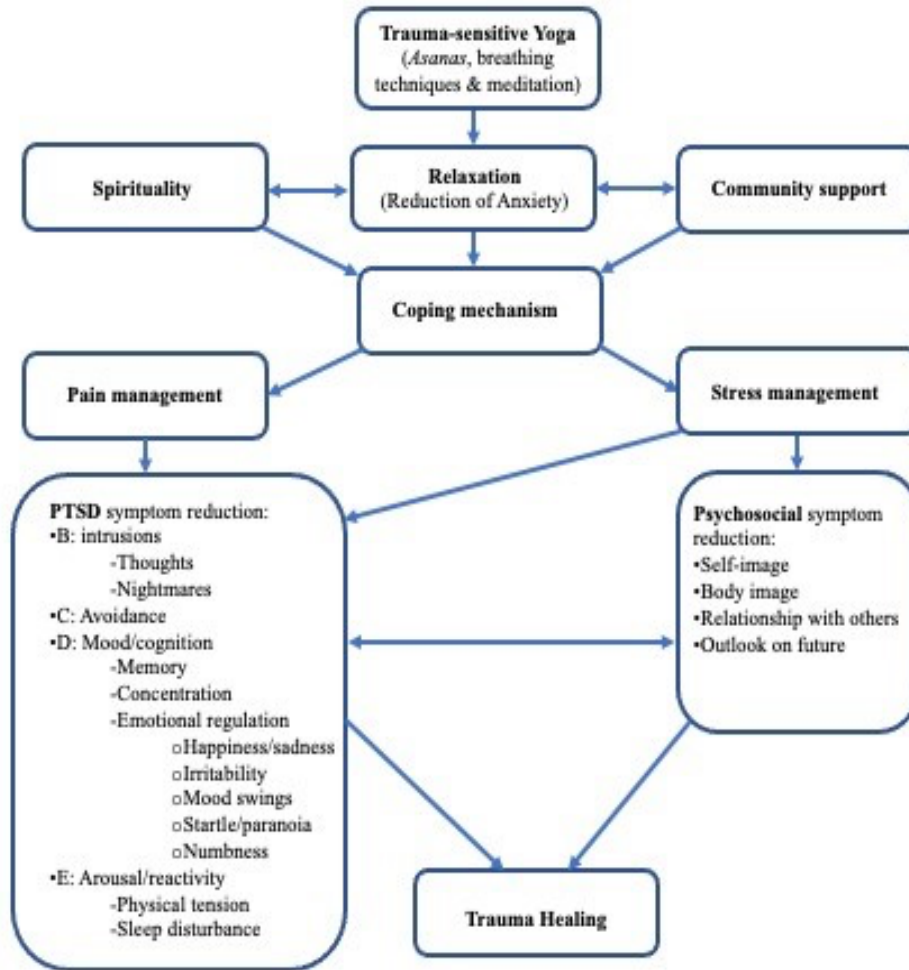 Trauma-sensitive Yoga
(Asanas, breathing
techniques & meditation)
Spirituality
Relaxation
(Reduction of Anxiety)
Community support
Coping mechanism
Pain management
Stress management
PTSD symptom reduction:
•B: intrusions
-Thoughts
-Nightmares
•C: Avoidance
•D: Mood/cognition
-Memory
-Concentration
-Emotional regulation
oHappiness/sadness
oIrritability
oMood swings
oStartle/paranoia
oNumbness
•E: Arousal/reactivity
-Physical tension
-Sleep disturbance
Psychosocial symptom
reduction:
•Self-image
•Body image
•Relationship with others
•Outlook on future
Trauma Healing